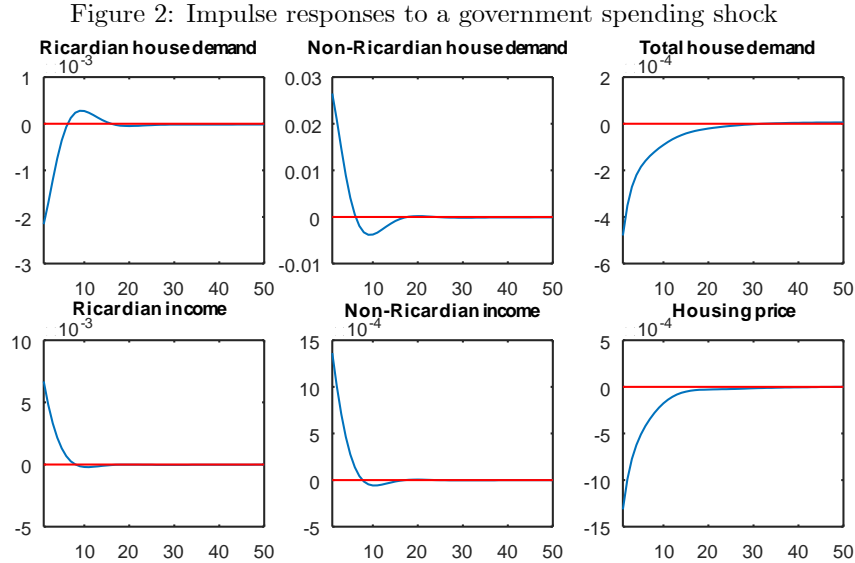 Figure 2: Impulse responses to a government spending shock
Ricardian house demand
10^-3
1
0
-1
-2
-3
10 20 30 40 50
Non-Ricardian house demand
0.03
0.02
0.01
0
-0.01
10 20 30 40 50
Total house demand
10^-4
2
0
-2
-4
-6
10 20 30 40 50
Ricardian income
10^-3
10
5
0
-5
10 20 30 40 50
Non-Ricardian income
10^-4
15
10
5
0
-5
10 20 30 40 50
Housing price
10^-4
5
0
-5
-10
-15
10 20 30 40 50